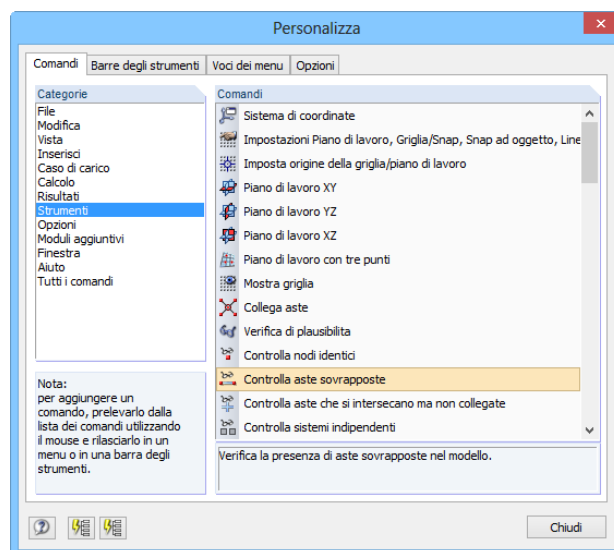 Personalizza
Comandi
Barre degli strumenti
Voci dei menu
Opzioni
Categorie
File
Modifica
Vista
Inserisci
Caso di carico
Calcolo
Risultati
Strumenti
Opzioni
Moduli aggiuntivi
Finestra
Aiuto
Tutti i comandi
Nota:
per aggiungere un
comando, prelevarlo dalla
lista dei comandi utilizzando
il mouse e rilasciarlo in un
menu o in una barra degli
strumenti.
Comandi
Sistema di coordinate
Impostazioni Piano di lavoro, Griglia/Snap, Snap ad oggetto, Line
Imposta origine della griglia/piano di lavoro
Piano di lavoro XY
Piano di lavoro YZ
Piano di lavoro XZ
Piano di lavoro con tre punti
Mostra griglia
Collega aste
Verifica di plausibilita
Controlla nodi identici
Controlla aste sovrapposte
Controlla aste che si intersecano ma non collegate
Controlla sistemi indipendenti
Verifica la presenza di aste sovrapposte nel modello.
Chiudi